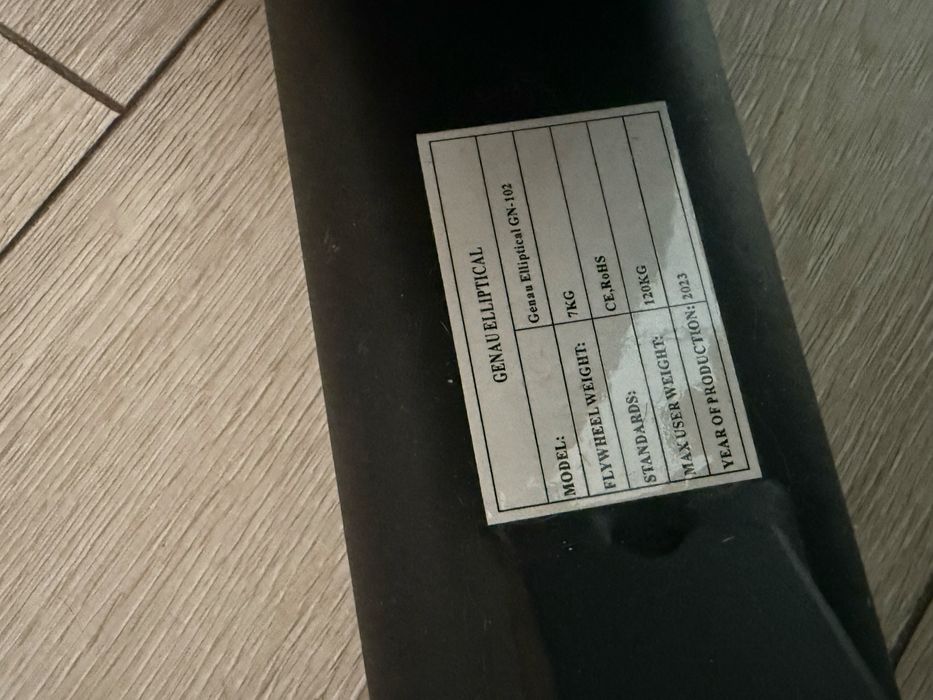 GENAU ELLIPTICAL
MODEL: Genau Elliptical GN-102
FLYWHEEL WEIGHT: 7KG
STANDARDS: CE,RoHS
MAX USER WEIGHT: 120KG
YEAR OF PRODUCTION: 2023